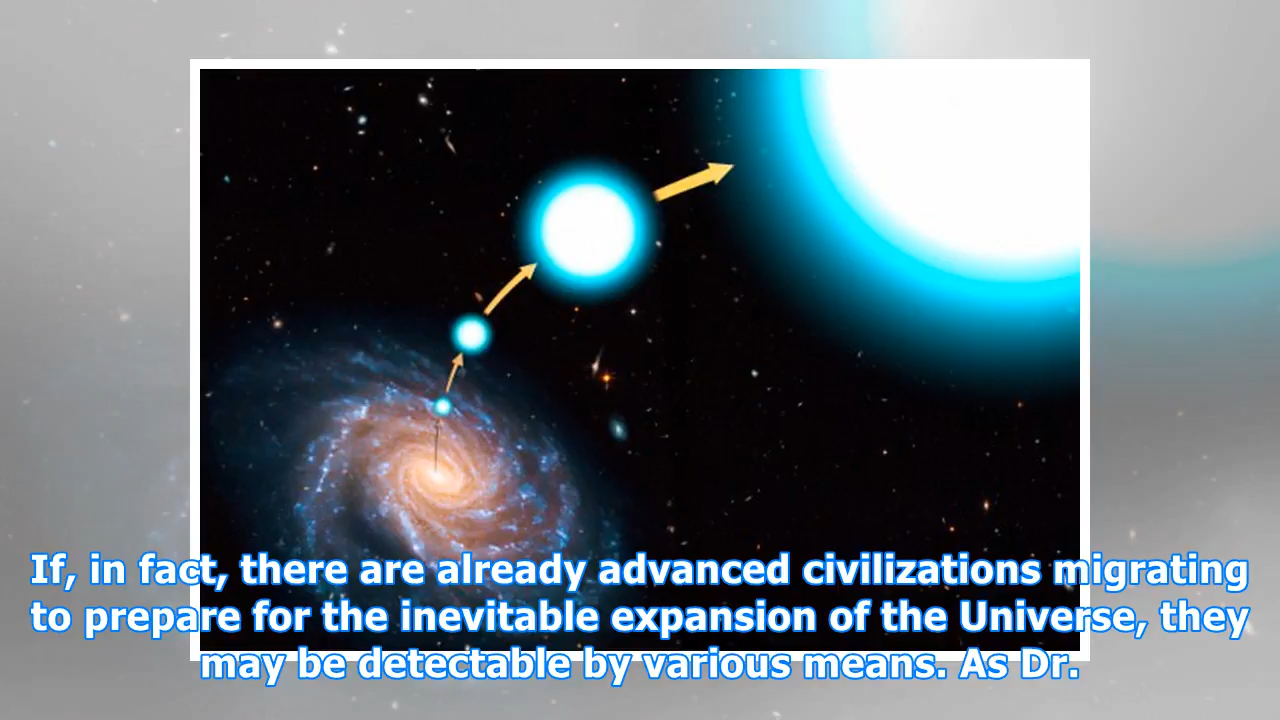 If, in fact, there are already advanced civilizations migrating
to prepare for the inevitable expansion of the Universe, they
may be detectable by various means. As Dr.